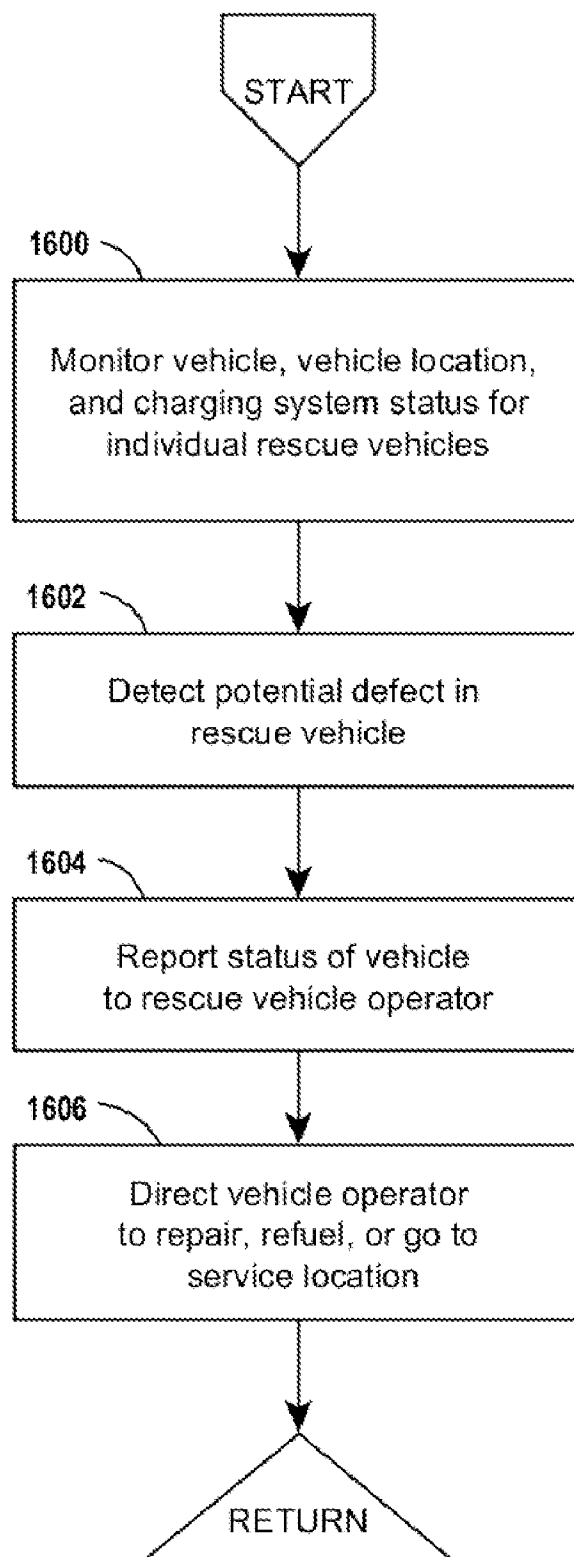 START
1600
Monitor vehicle, vehicle location,
and charging system status for
individual rescue vehicles
1602
Detect potential defect in
rescue vehicle
1604
Report status of vehicle
to rescue vehicle operator
1606
Direct vehicle operator
to repair, refuel, or go to
service location
RETURN